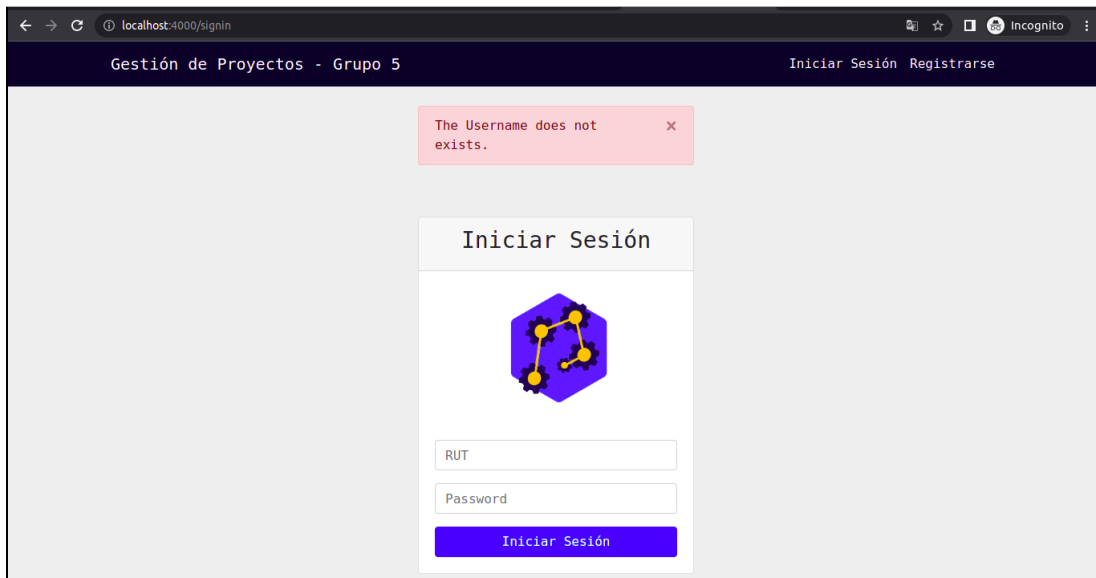 localhost:4000/signin
Incognito
Gestión de Proyectos - Grupo 5
Iniciar Sesión Registrarse
The Username does not
exists.
×
Iniciar Sesión
RUT
Password
Iniciar Sesión